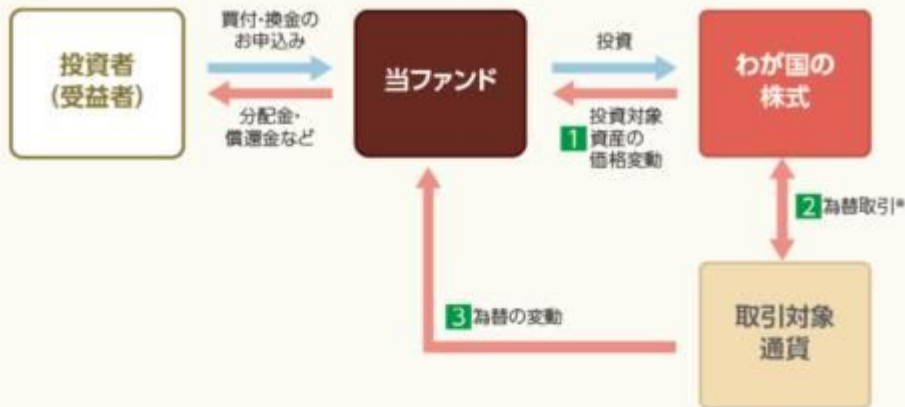 買付・換金の
お申込み
投資者
(受益者)
分配金・
償還金など
当ファンド
投資
1 投資対象
資産の
価格変動
わが国の
株式
2 為替取引*
3 為替の変動
取引対象
通貨